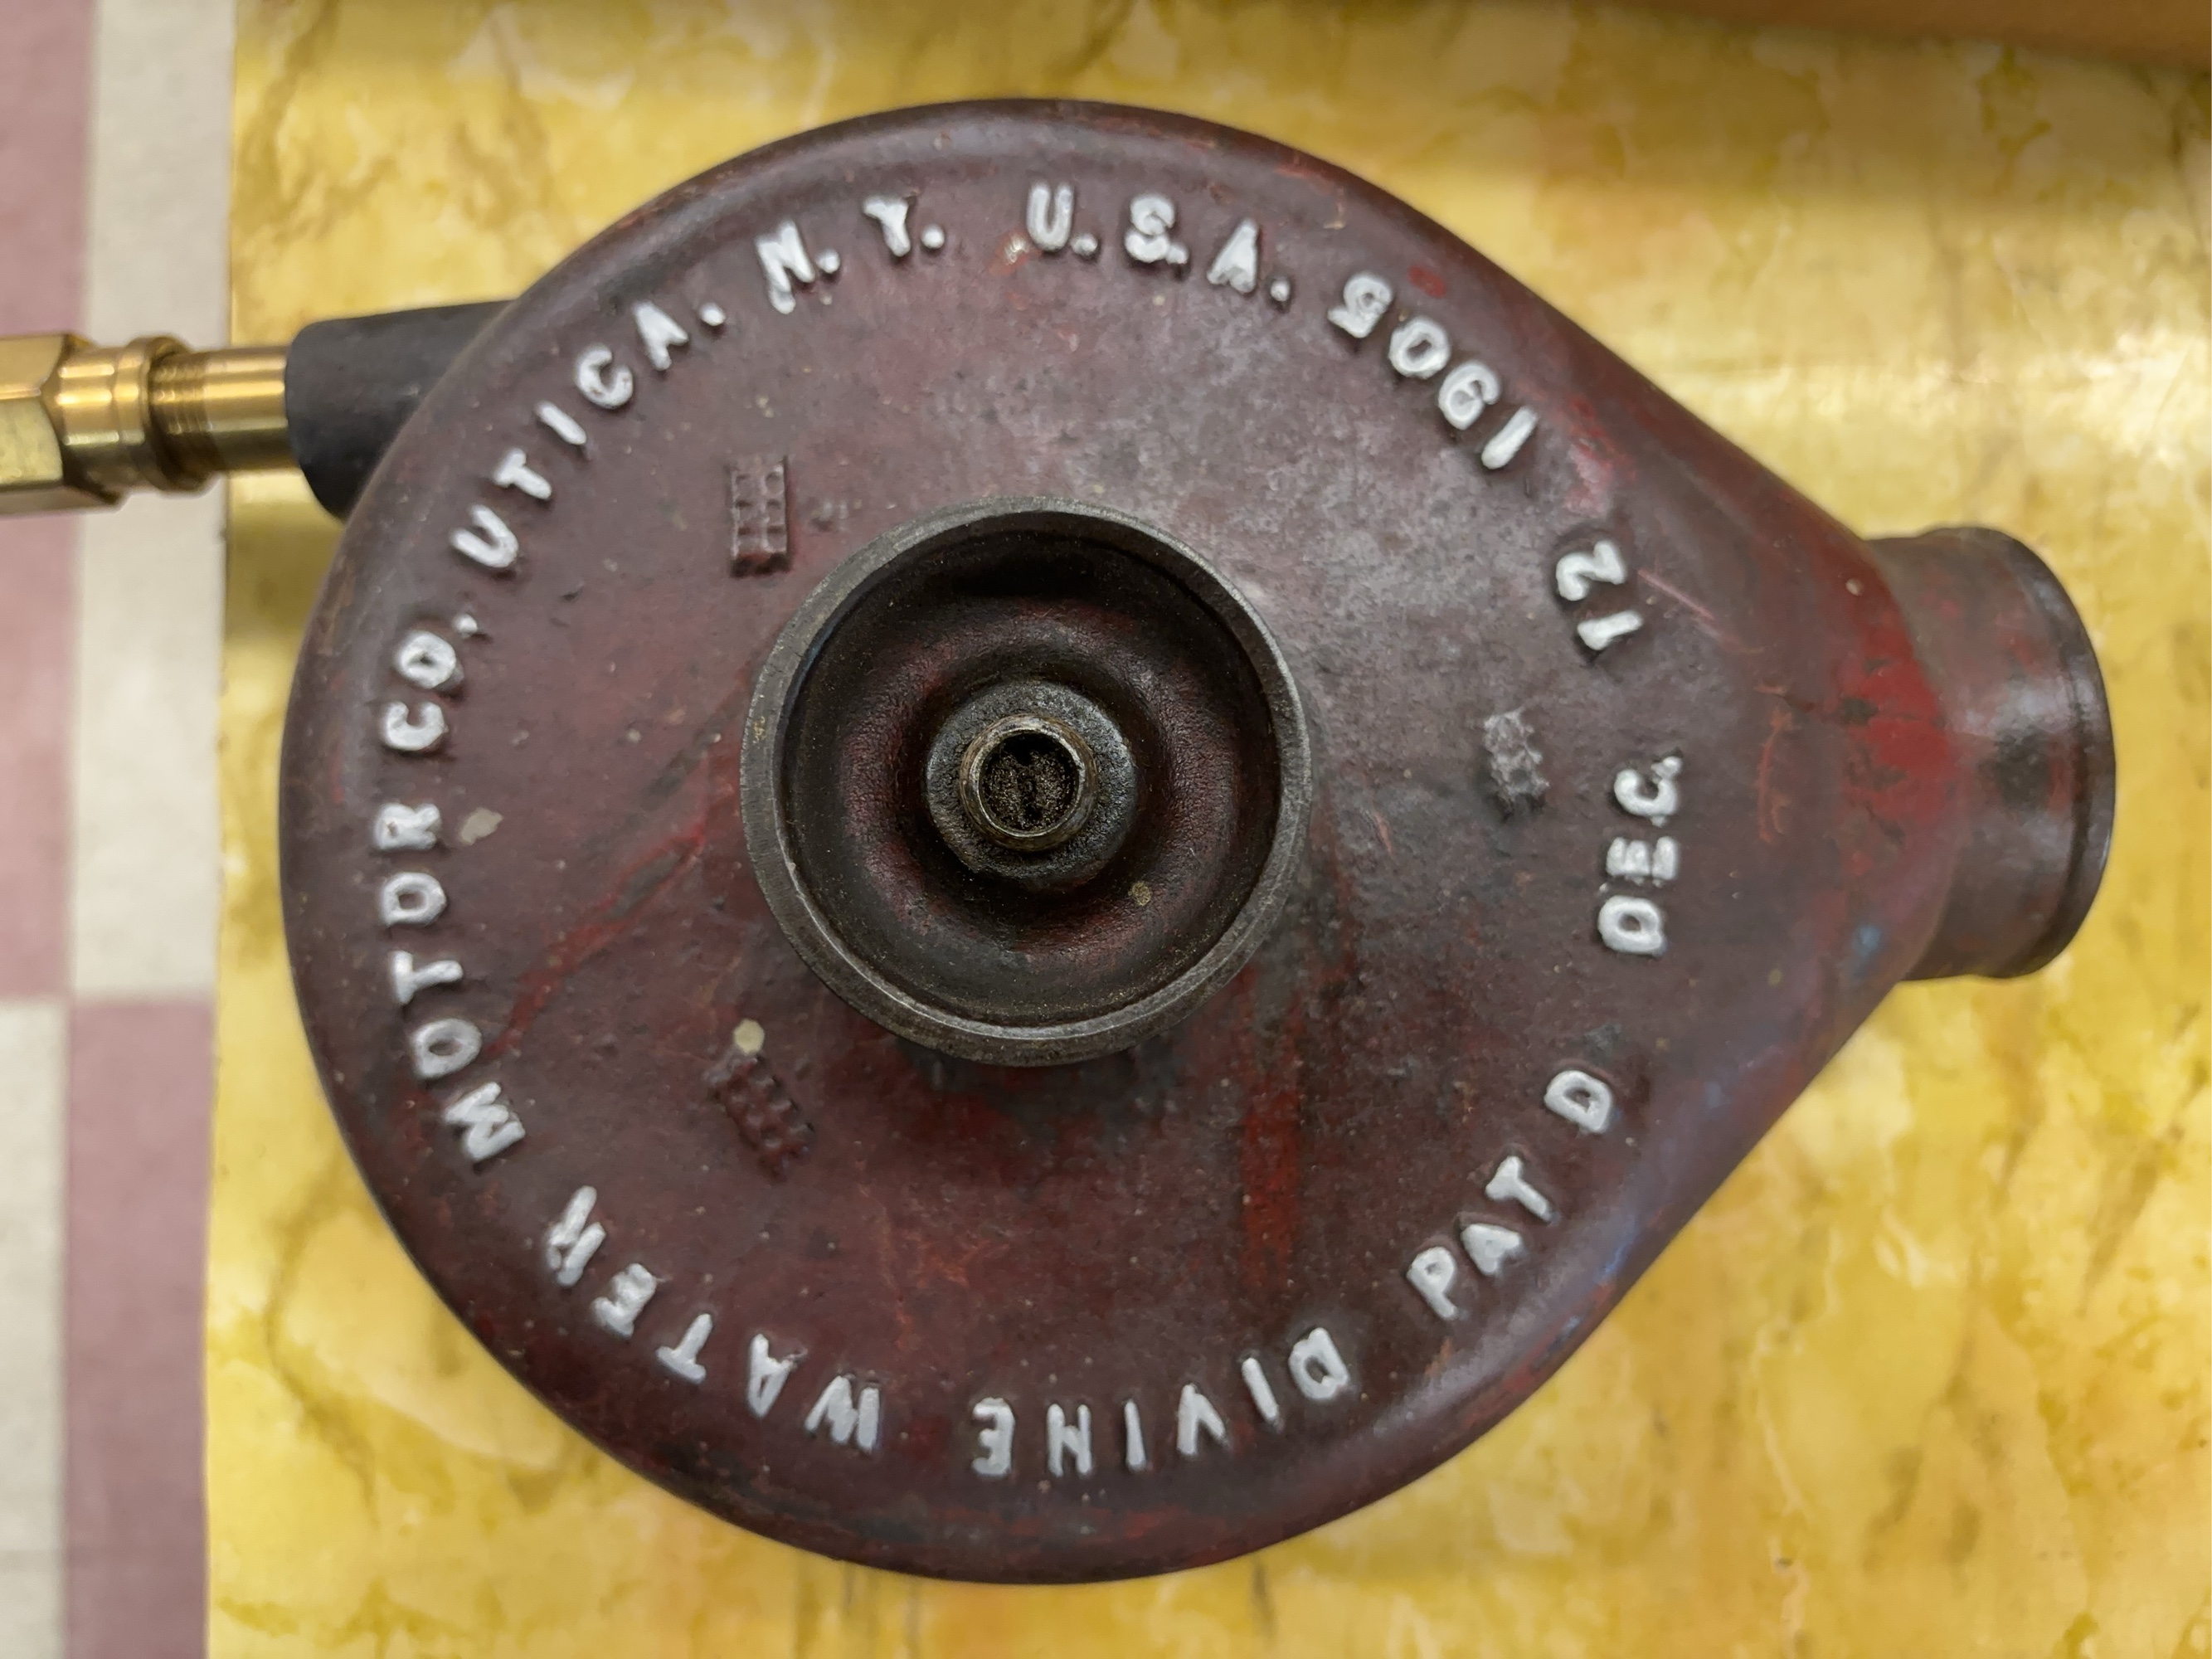 DIVINE WATER MOTOR CO. UTICA. N.Y. U.S.A.
PAT D DEC. 12 1905